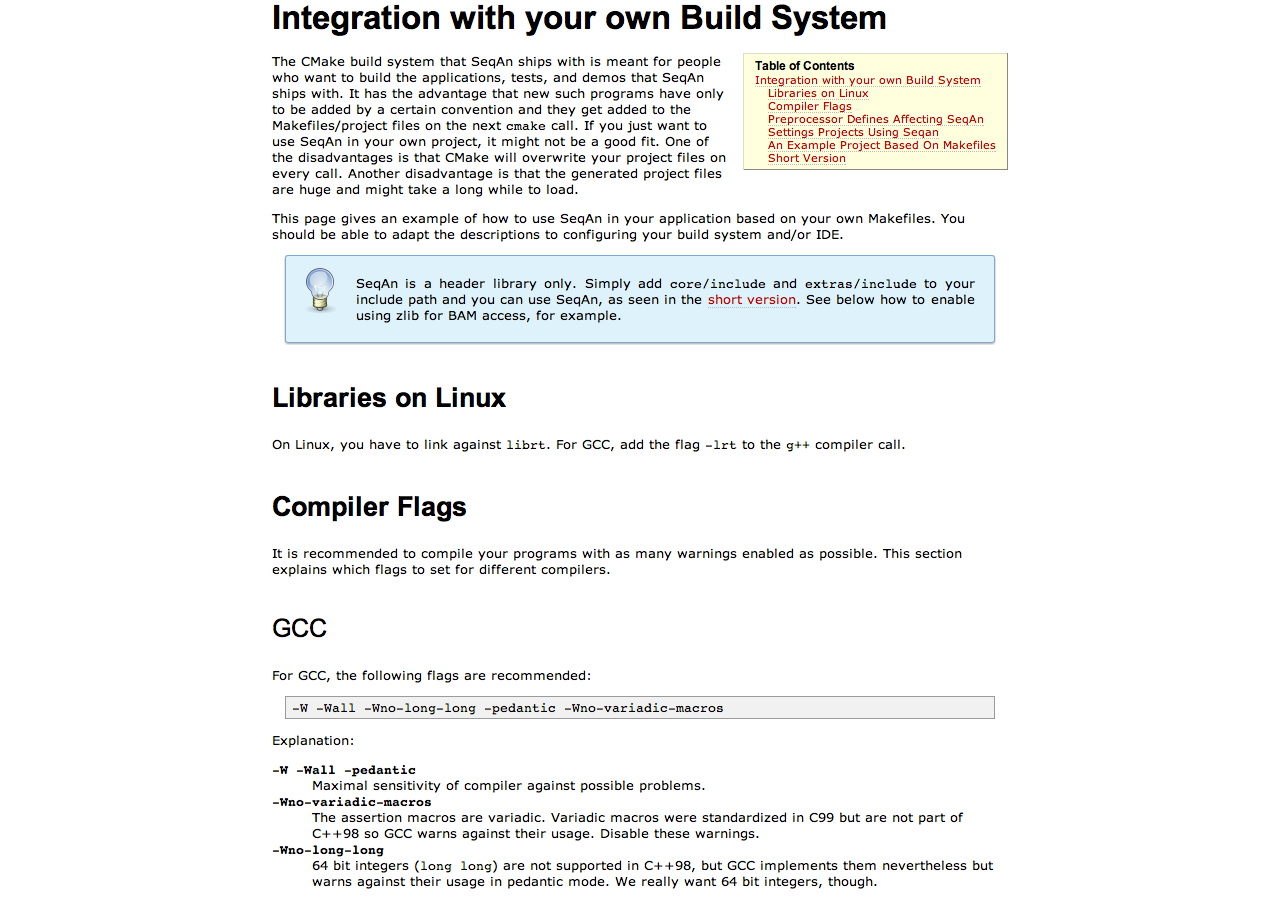 Integration with your own Build System
The CMake build system that SeqAn ships with is meant for people
who want to build the applications, tests, and demos that SeqAn
ships with. It has the advantage that new such programs have only
to be added by a certain convention and they get added to the
Makefiles/project files on the next cmake call. If you just want to
use SeqAn in your own project, it might not be a good fit. One of
the disadvantages is that CMake will overwrite your project files on
every call. Another disadvantage is that the generated project files
are huge and might take a long while to load.
Table of Contents
Integration with your own Build System
Libraries on Linux
Compiler Flags
Preprocessor Defines Affecting SeqAn
Settings Projects Using Seqan
An Example Project Based On Makefiles
Short Version
This page gives an example of how to use SeqAn in your application based on your own Makefiles. You
should be able to adapt the descriptions to configuring your build system and/or IDE.
SeqAn is a header library only. Simply add core/include and extras/include to your
include path and you can use SeqAn, as seen in the short version. See below how to enable
using zlib for BAM access, for example.
Libraries on Linux
On Linux, you have to link against librt. For GCC, add the flag -lrt to the g++ compiler call.
Compiler Flags
It is recommended to compile your programs with as many warnings enabled as possible. This section
explains which flags to set for different compilers.
GCC
For GCC, the following flags are recommended:
-W -Wall -Wno-long-long -pedantic -Wno-variadic-macros
Explanation:
-W -Wall -pedantic
Maximal sensitivity of compiler against possible problems.
-Wno-variadic-macros
The assertion macros are variadic. Variadic macros were standardized in C99 but are not part of
C++98 so GCC warns against their usage. Disable these warnings.
-Wno-long-long
64 bit integers (long long) are not supported in C++98, but GCC implements them nevertheless but
warns against their usage in pedantic mode. We really want 64 bit integers, though.